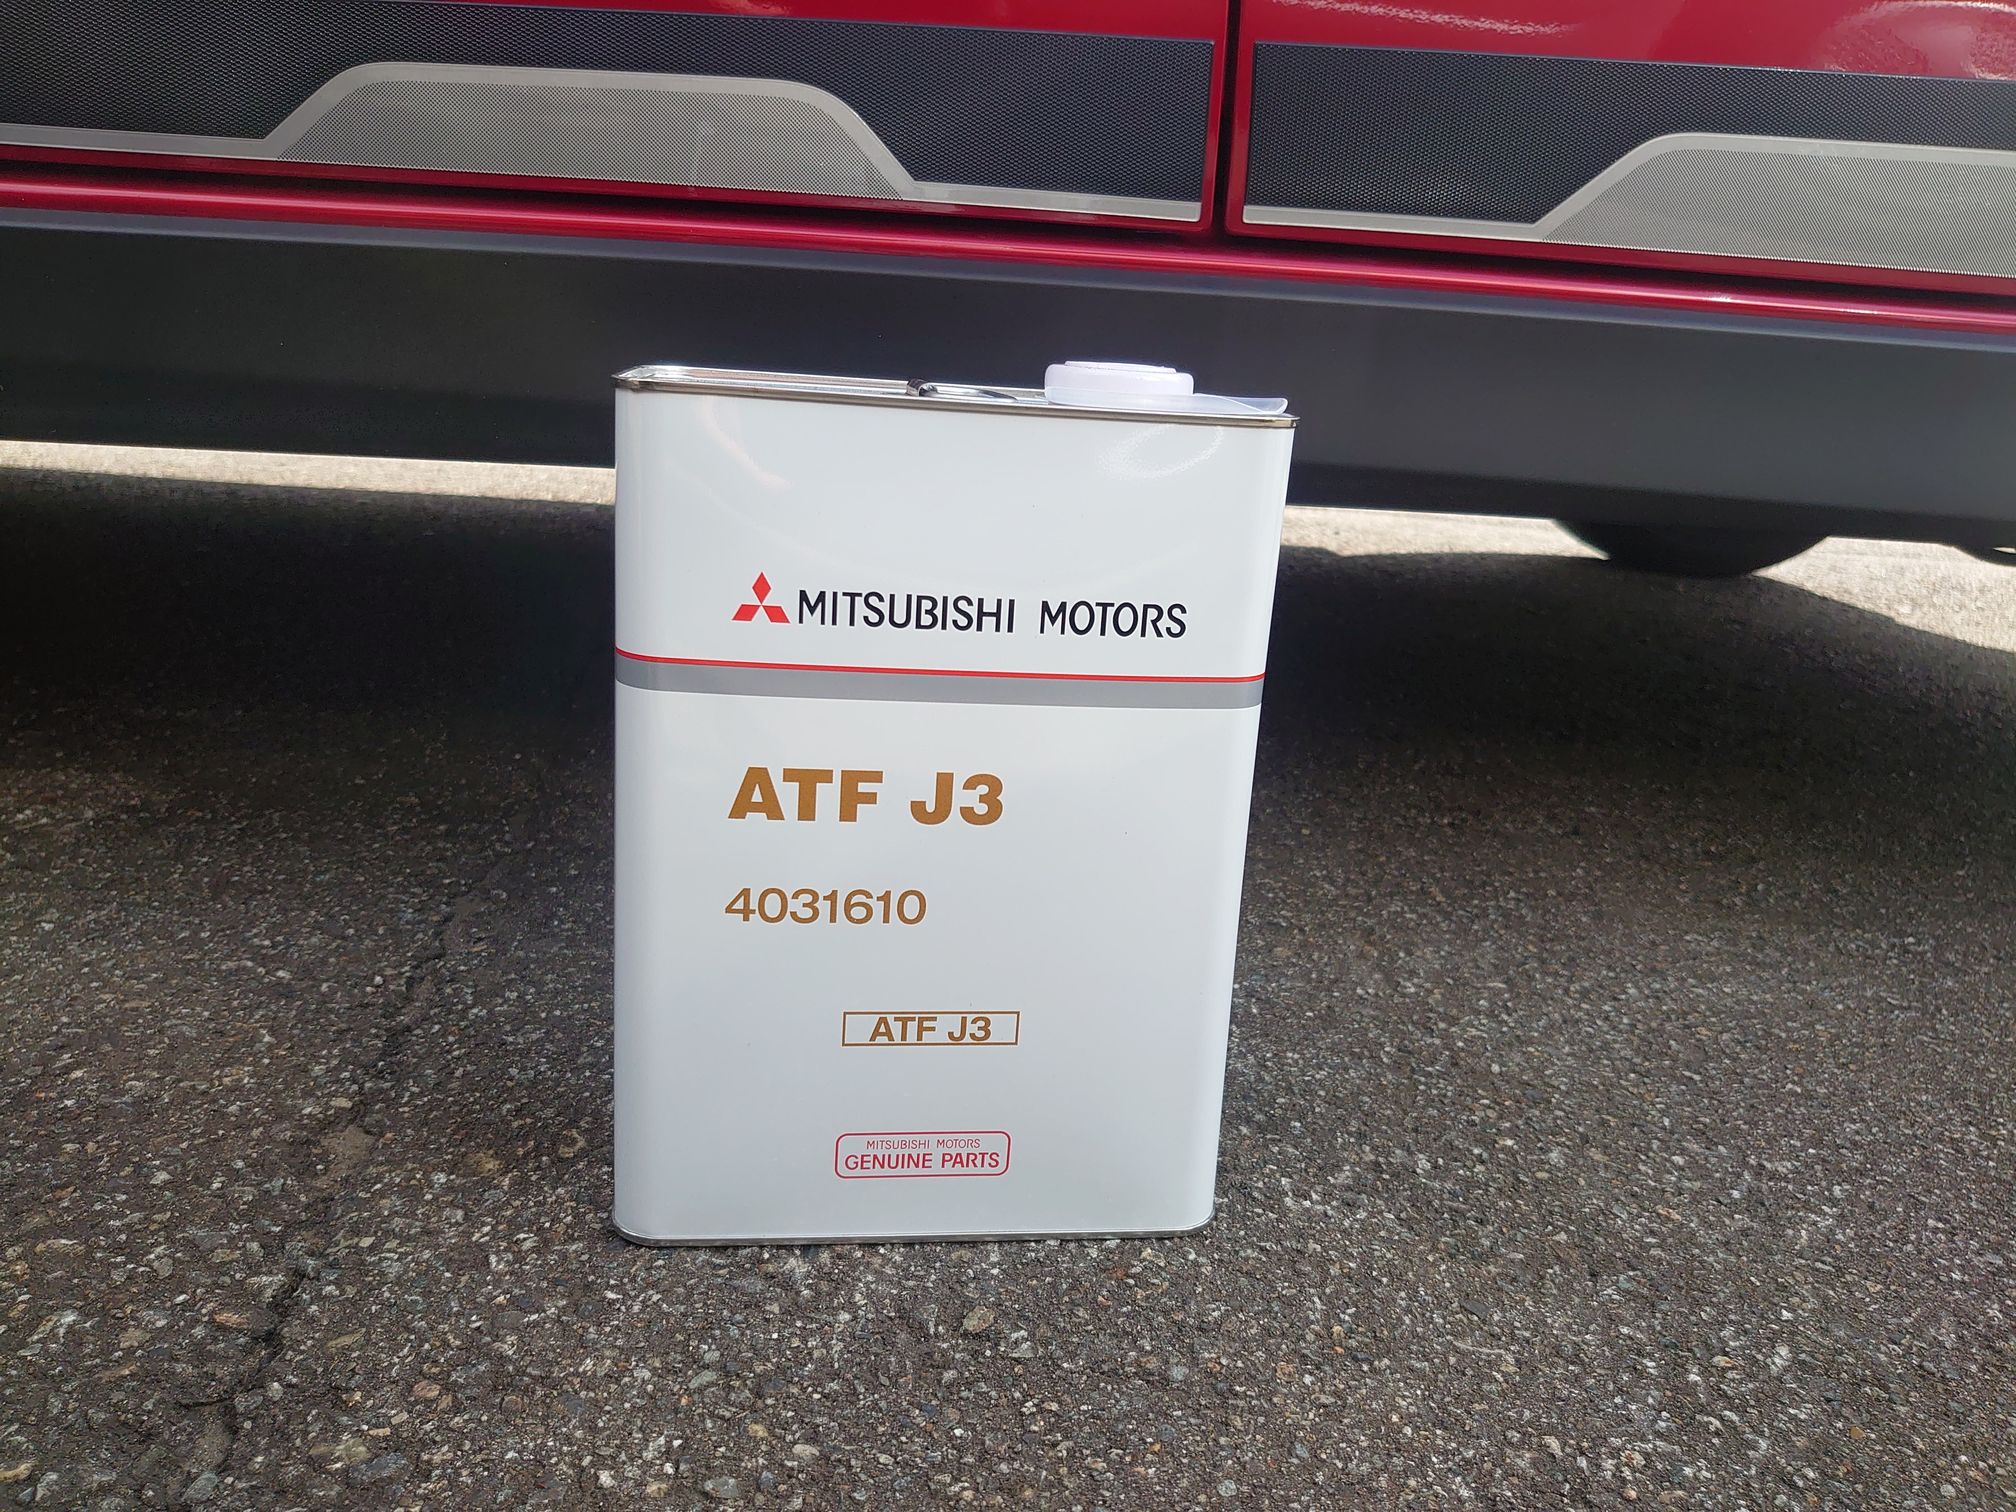 MITSUBISHI MOTORS
ATF J3
4031610
ATF J3
MITSUBISHI MOTORS
GENUINE PARTS